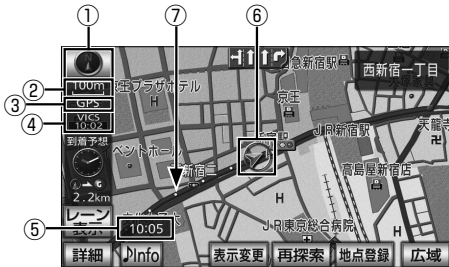 ① ⑦ ⑥
② 100m
③ GPS
④ VICS
10:02
到着予想
2.2km
レーン
表示
⑤ 10:05
詳細
♪Info
表示変更
再探索
地点登録
広域
西新宿一丁目
急新宿駅
京王プラザホテル
H
京王
JR新宿駅
天龍寺
高島屋新宿店
ベントホール
H
H
JR東京総合病院